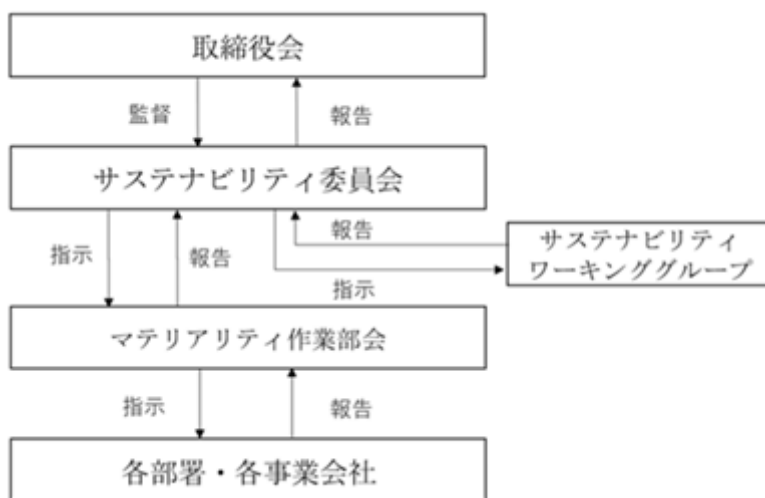 取締役会
監督
報告
サステナビリティ委員会
報告
サステナビリティ
ワーキンググループ
指示
報告
指示
マテリアリティ作業部会
指示
報告
各部署・各事業会社